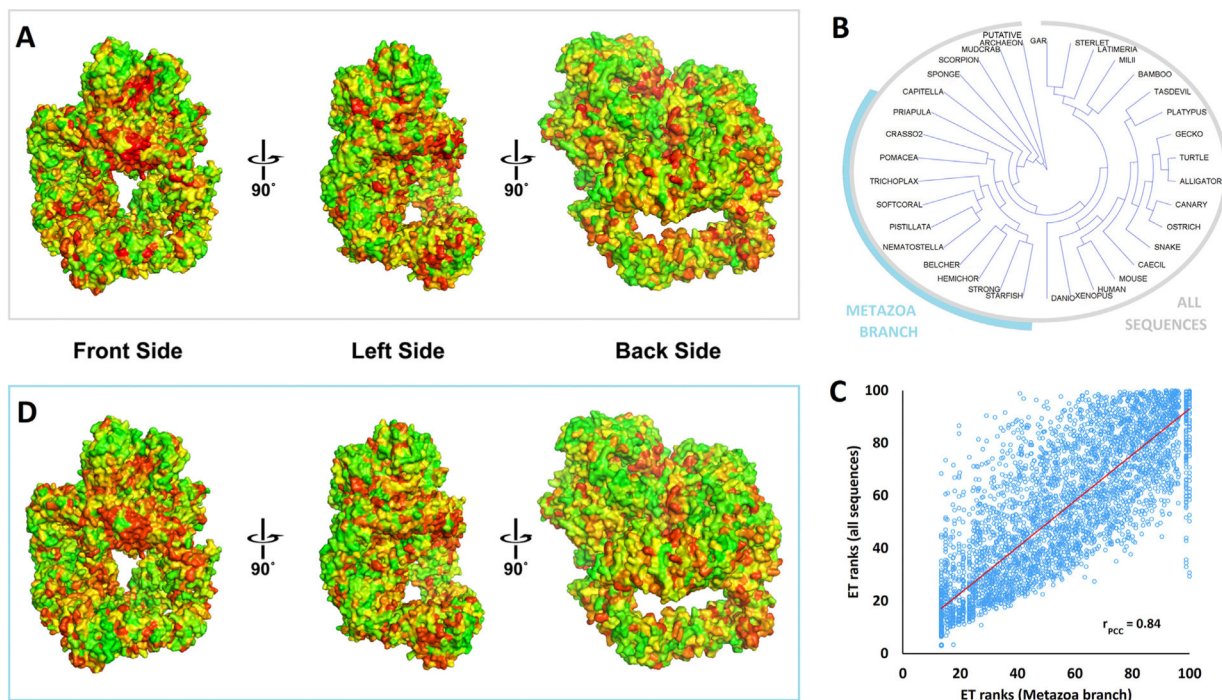 A
90°
90°
Front Side
Left Side
Back Side
B
PUTATIVE
ARCHAEON
GAR
MUDCRAB
STERLET
SCORPION
LATIMERIA
SPONGE
MILII
CAPITELLA
BAMBOO
PRIAPULA
TASDEVIL
CRASSO2
PLATYPUS
POMACEA
GECKO
TRICHOPLAX
TURTLE
SOFTCORAL
ALLIGATOR
PISTILLATA
CANARY
NEMATOSTELLA
OSTRICH
BELCHER
SNAKE
HEMICHOR
CAECIL
STRONG
MOUSE
STARFISH
HUMAN
DANIO
XENOPUS
METAZOA
BRANCH
ALL
SEQUENCES
D
90°
90°
C
ET ranks (all sequences)
100
80
60
40
20
0
r PCC = 0.84
0 20 40 60 80 100
ET ranks (Metazoa branch)